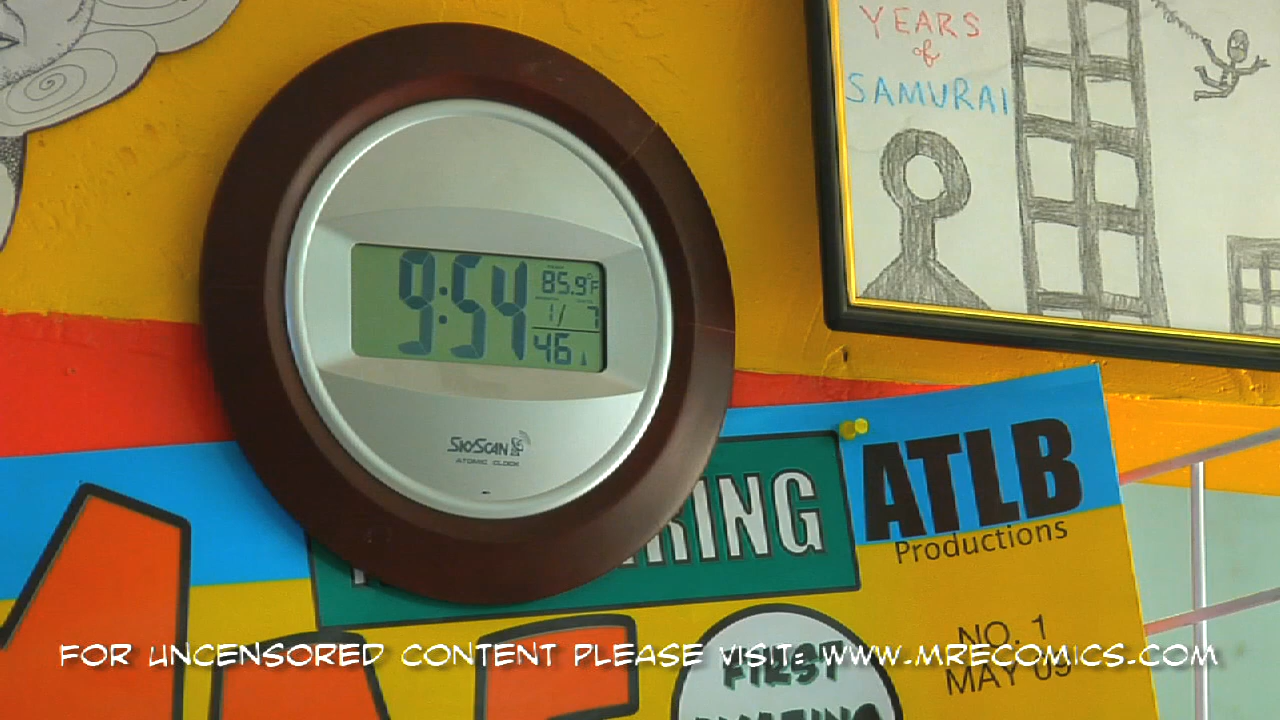 YEARS
of
SAMURAI
9:54
85.9°F
1/ 7
46
SKYSCAN
ATOMIC CLOCK
RING
ATLB
Productions
NO. 1
MAY 09
FIRST
FOR UNCENSORED CONTENT PLEASE VISIT: WWW.MRECOMICS.COM